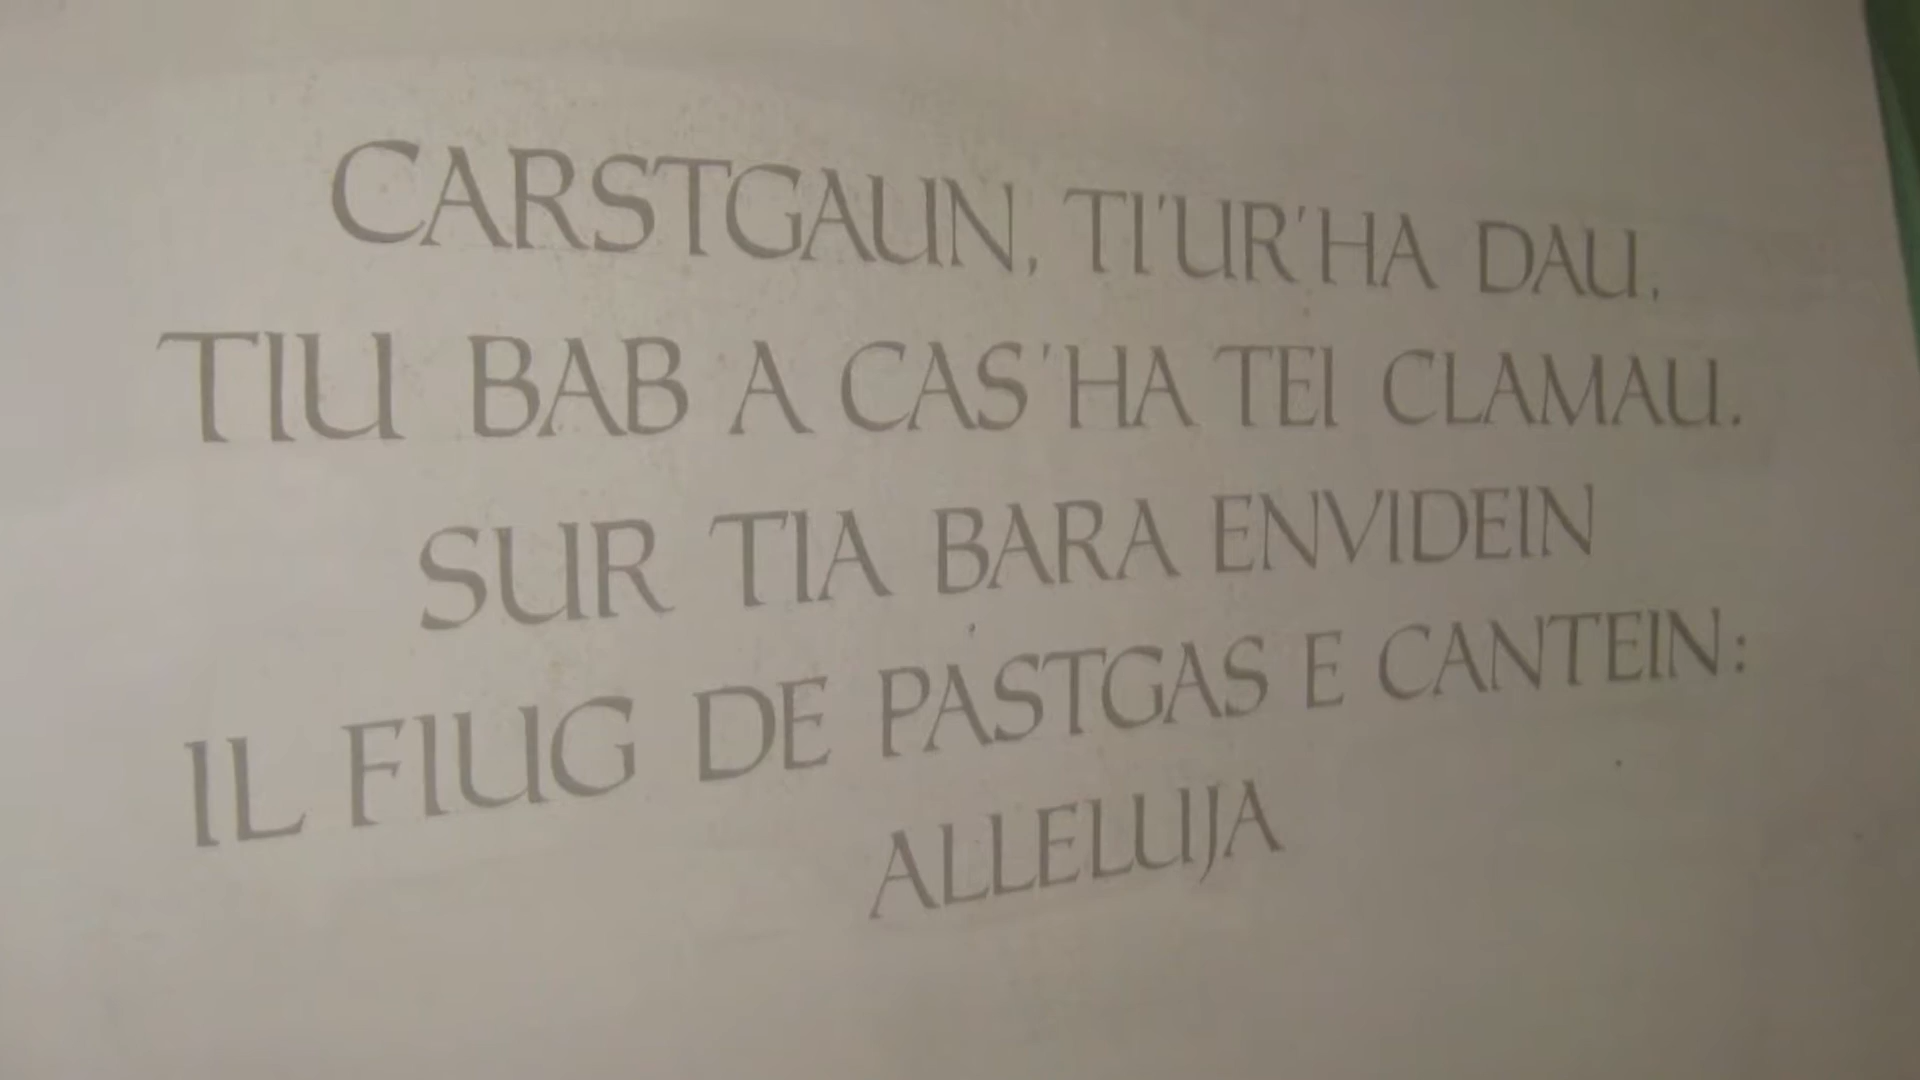 CARSTGAUN, TI'UR'HA DAU,
TIU BAB A CAS'HA TEI CLAMAU.
SUR TIA BARA ENVIDEIN
IL FIUG DE PASTGAS E CANTEIN:
ALLELUJA